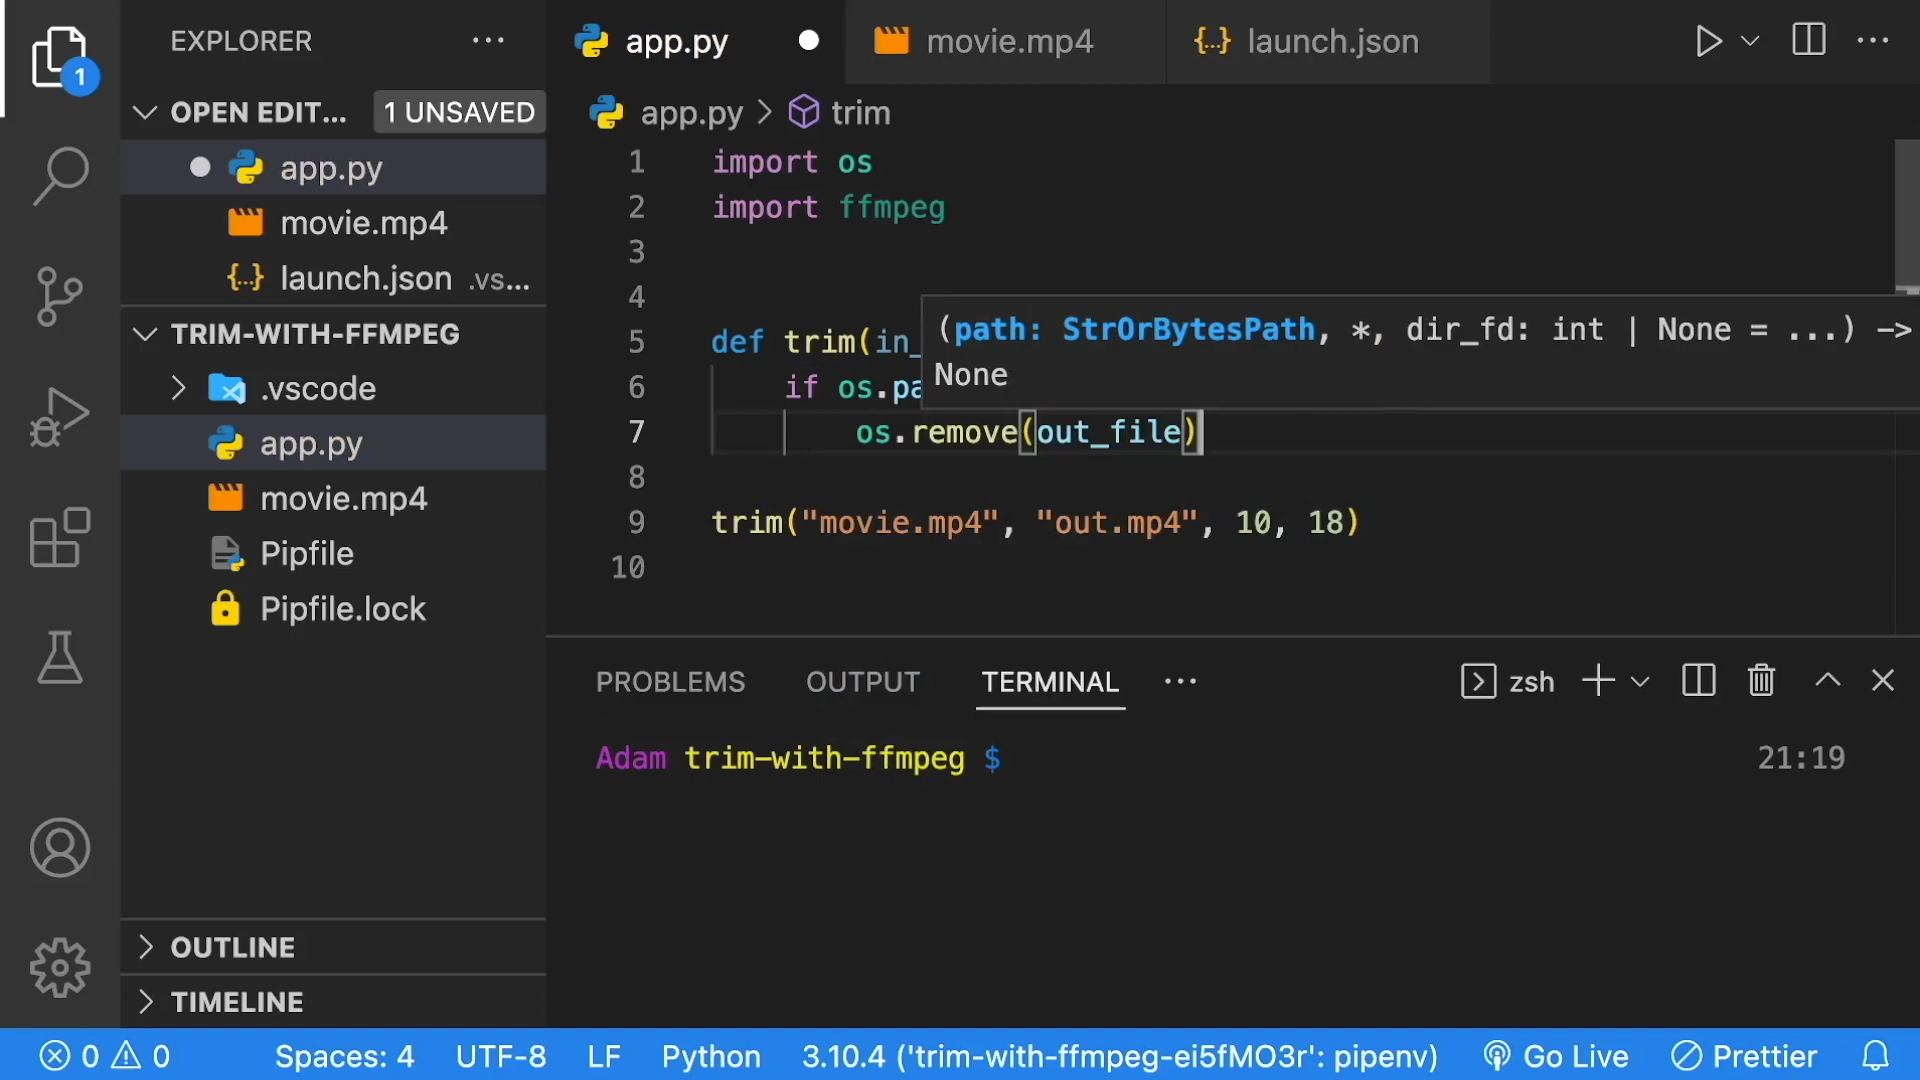 EXPLORER
OPEN EDIT... 1 UNSAVED
app.py
movie.mp4
launch.json .vs...
TRIM-WITH-FFMPEG
.vscode
app.py
movie.mp4
Pipfile
Pipfile.lock
OUTLINE
TIMELINE
1
app.py movie.mp4 {..} launch.json
app.py > trim
1 import os
2 import ffmpeg
3
4
5 def trim(in_
6 if os.pa
7 os.remove(out_file)
8
9 trim("movie.mp4", "out.mp4", 10, 18)
10
(path: StrOrBytesPath, *, dir_fd: int | None = ...) ->
None
PROBLEMS OUTPUT TERMINAL ... zsh
Adam trim-with-ffmpeg $ 21:19
0 0 Spaces: 4 UTF-8 LF Python 3.10.4 ('trim-with-ffmpeg-ei5fMO3r': pipenv) Go Live Prettier